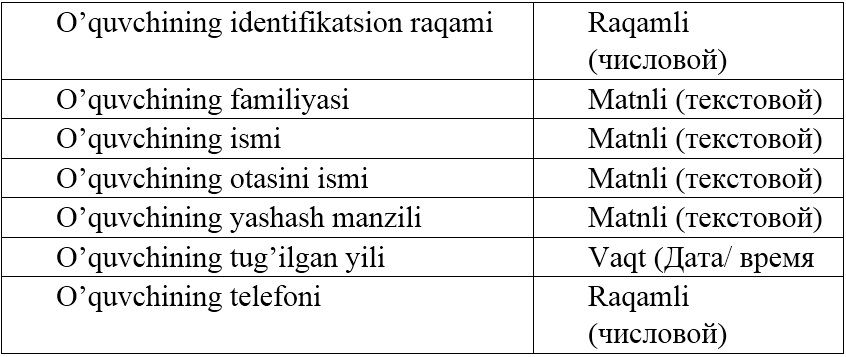 O’quvchining identifikatsion raqami Raqamli
(числовой)
O’quvchining familiyasi Matnli (текстовой)
O’quvchining ismi Matnli (текстовой)
O’quvchining otasini ismi Matnli (текстовой)
O’quvchining yashash manzili Matnli (текстовой)
O’quvchining tug’ilgan yili Vaqt (Дата/ время
O’quvchining telefoni Raqamli
(числовой)